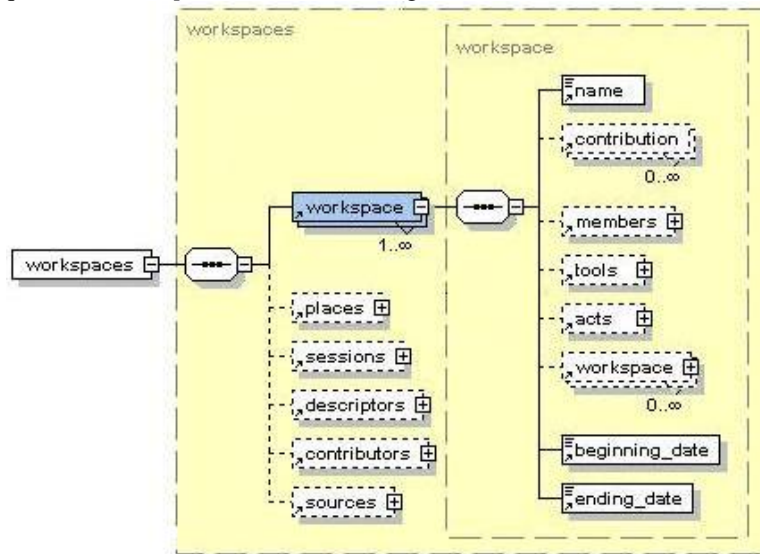 workspaces
workspace
name
contribution
0..∞
workspace
1..∞
members
workspaces
tools
places
acts
sessions
workspace
0..∞
descriptors
contributors
beginning_date
sources
ending_date